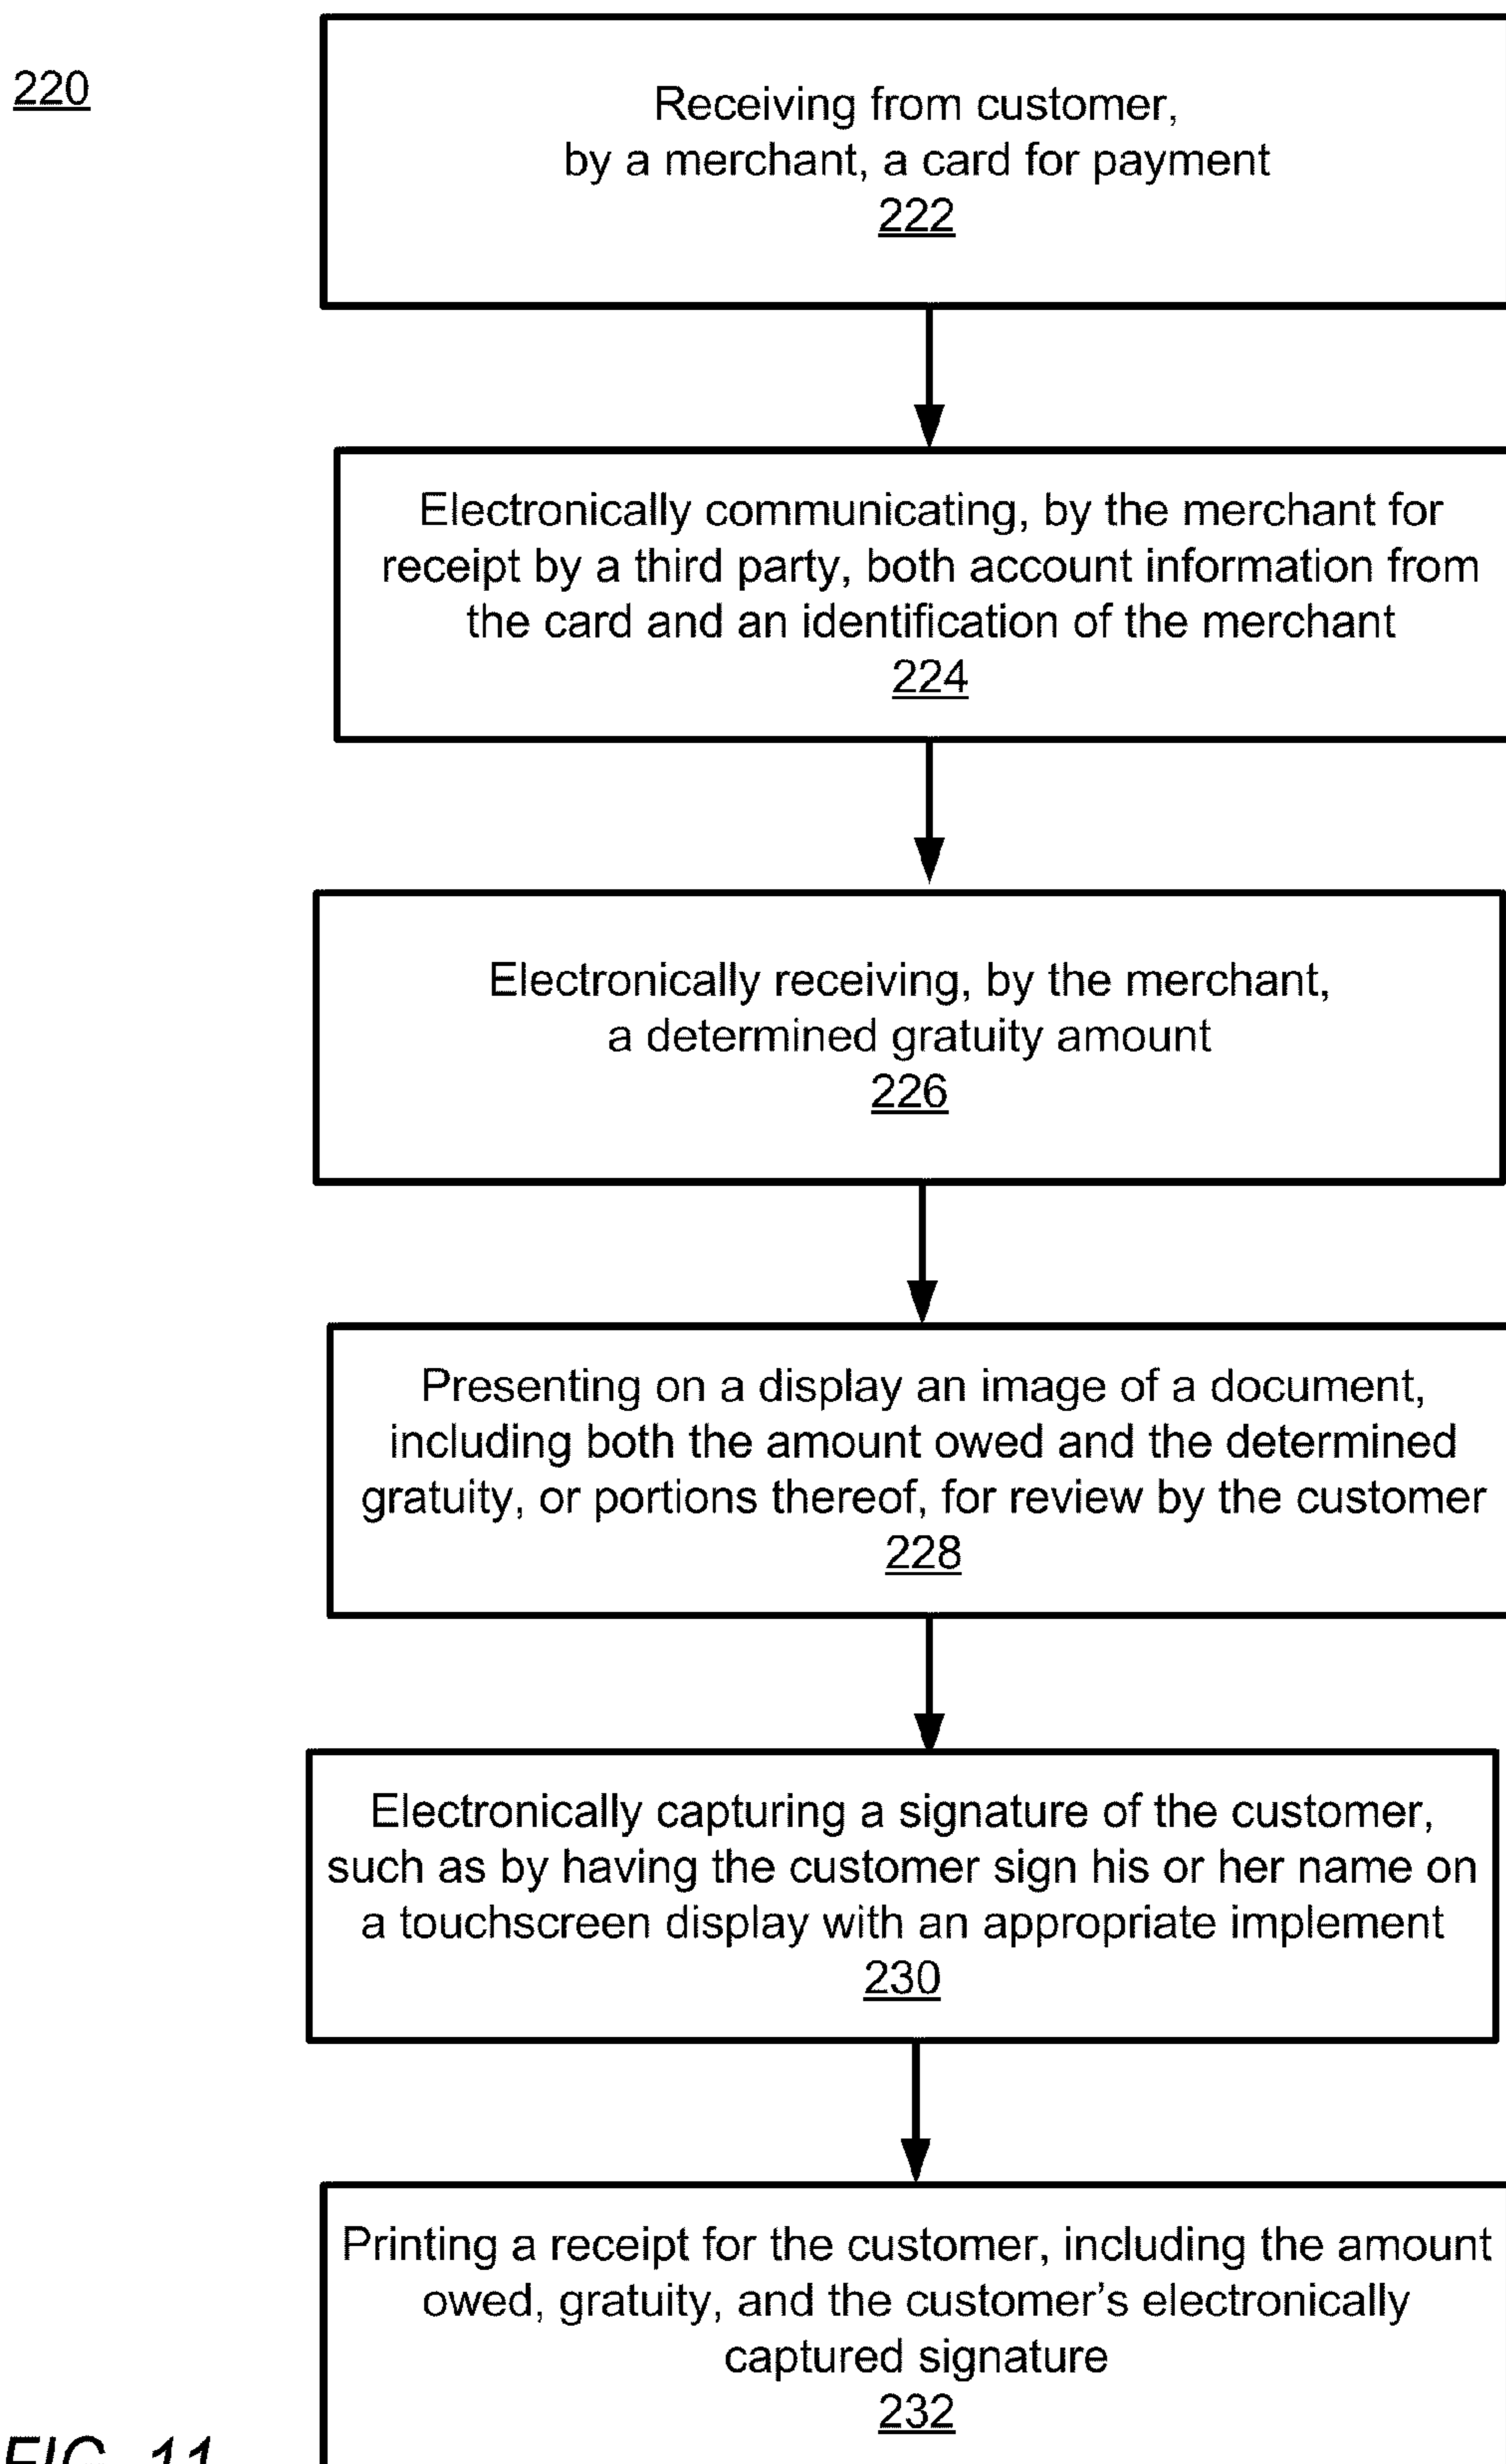 220
Receiving from customer,
by a merchant, a card for payment
222
Electronically communicating, by the merchant for
receipt by a third party, both account information from
the card and an identification of the merchant
224
Electronically receiving, by the merchant,
a determined gratuity amount
226
Presenting on a display an image of a document,
including both the amount owed and the determined
gratuity, or portions thereof, for review by the customer
228
Electronically capturing a signature of the customer,
such as by having the customer sign his or her name on
a touchscreen display with an appropriate implement
230
Printing a receipt for the customer, including the amount
owed, gratuity, and the customer’s electronically
captured signature
232
FIG. 11